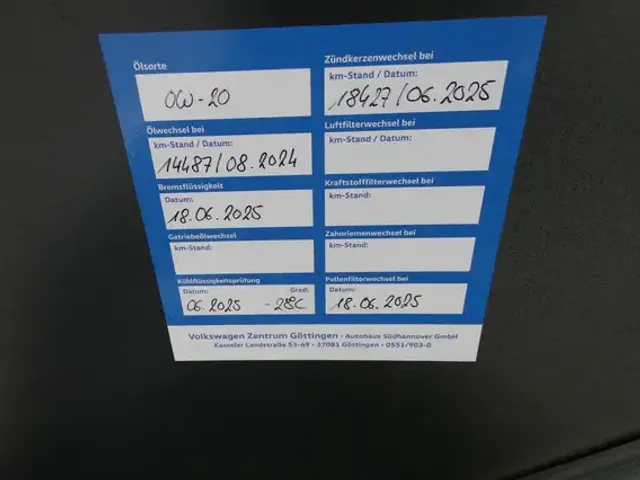 Ölsorte
0W-20
Ölwechsel bei
km-Stand / Datum:
14487/08.2024
Bremsflüssigkeit
Datum:
18.06.2025
Getriebeölwechsel
km-Stand:
Kühlflüssigkeitsprüfung
Datum: Grad:
06.2025 -28C
Zündkerzenwechsel bei
km-Stand / Datum:
18427/06.2025
Luftfilterwechsel bei
km-Stand / Datum:
Kraftstofffilterwechsel bei
km-Stand:
Zahnriemenwechsel bei
km-Stand:
Pollenfilterwechsel bei
Datum:
18.06.2025
Volkswagen Zentrum Göttingen - Autohaus Südhannover GmbH
Kasseler Landstraße 53-69 • 37081 Göttingen • 0551/903-0